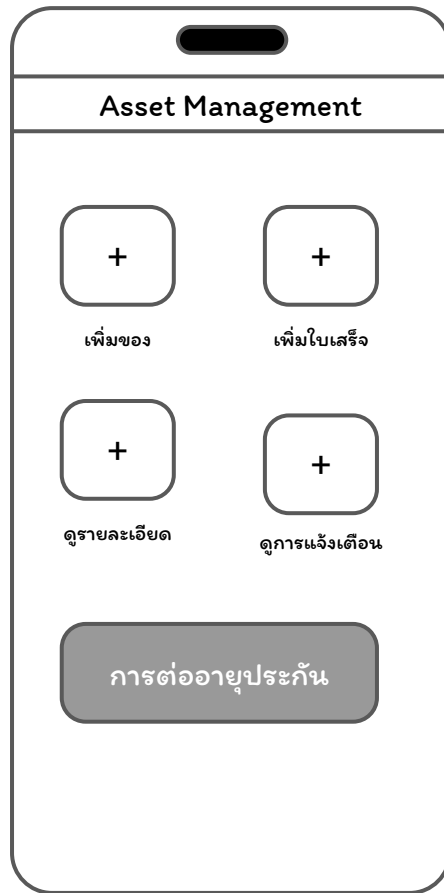 Asset Management
+ +
เพิ่มของ เพิ่มใบเสร็จ
+ +
ดูรายละเอียด ดูการแจ้งเตือน
การต่ออายุประกัน